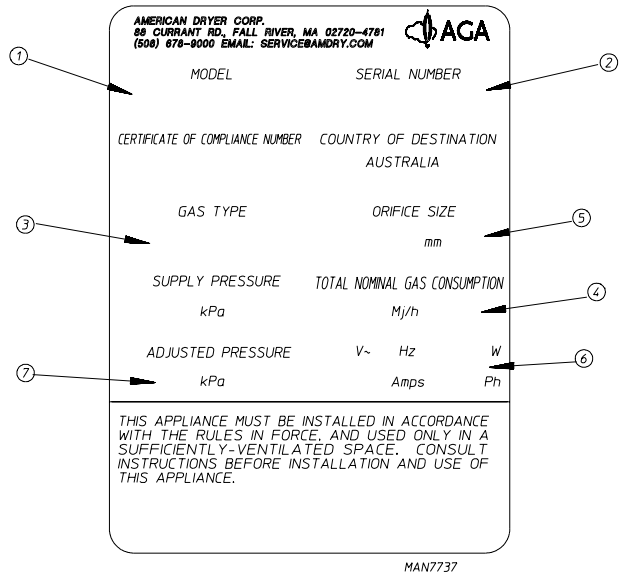 AMERICAN DRYER CORP.
88 CURRANT RD., FALL RIVER, MA 02720-4781
(508) 678-9000 EMAIL: SERVICE@AMDRY.COM
AGA
1
2
MODEL SERIAL NUMBER
CERTIFICATE OF COMPLIANCE NUMBER COUNTRY OF DESTINATION
AUSTRALIA
GAS TYPE ORIFICE SIZE
3
5
mm
SUPPLY PRESSURE TOTAL NOMINAL GAS CONSUMPTION
4
kPa Mj/h
ADJUSTED PRESSURE V~ Hz W
6
7
kPa Amps Ph
THIS APPLIANCE MUST BE INSTALLED IN ACCORDANCE
WITH THE RULES IN FORCE, AND USED ONLY IN A
SUFFICIENTLY-VENTILATED SPACE. CONSULT
INSTRUCTIONS BEFORE INSTALLATION AND USE OF
THIS APPLIANCE.
MAN7737